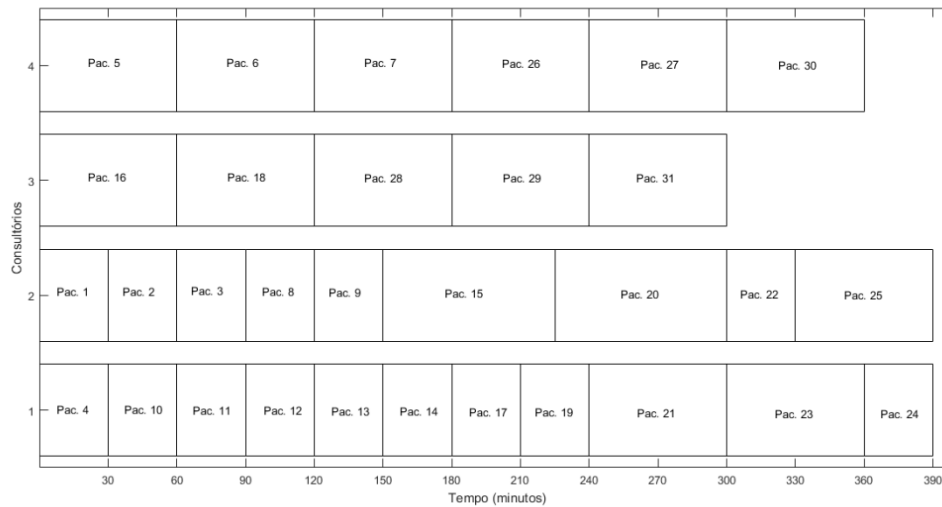 4 Pac. 5 Pac. 6 Pac. 7 Pac. 26 Pac. 27 Pac. 30
3 Pac. 16 Pac. 18 Pac. 28 Pac. 29 Pac. 31
Consultórios
2 Pac. 1 Pac. 2 Pac. 3 Pac. 8 Pac. 9 Pac. 15 Pac. 20 Pac. 22 Pac. 25
1 Pac. 4 Pac. 10 Pac. 11 Pac. 12 Pac. 13 Pac. 14 Pac. 17 Pac. 19 Pac. 21 Pac. 23 Pac. 24
30 60 90 120 150 180 210 240 270 300 330 360 390
Tempo (minutos)